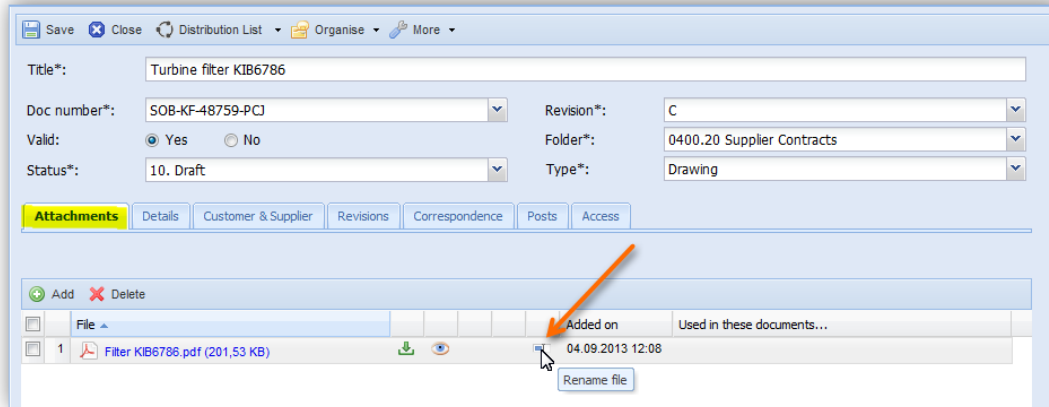 Save Close Distribution List Organise More
Title*: Turbine filter KIB6786
Doc number*: SOB-KF-48759-PCJ Revision*: C
Valid: Yes No Folder*: 0400.20 Supplier Contracts
Status*: 10. Draft Type*: Drawing
Attachments Details Customer & Supplier Revisions Correspondence Posts Access
Add Delete
File Added on Used in these documents...
1 Filter KIB6786.pdf (201,53 KB) 04.09.2013 12:08
Rename file